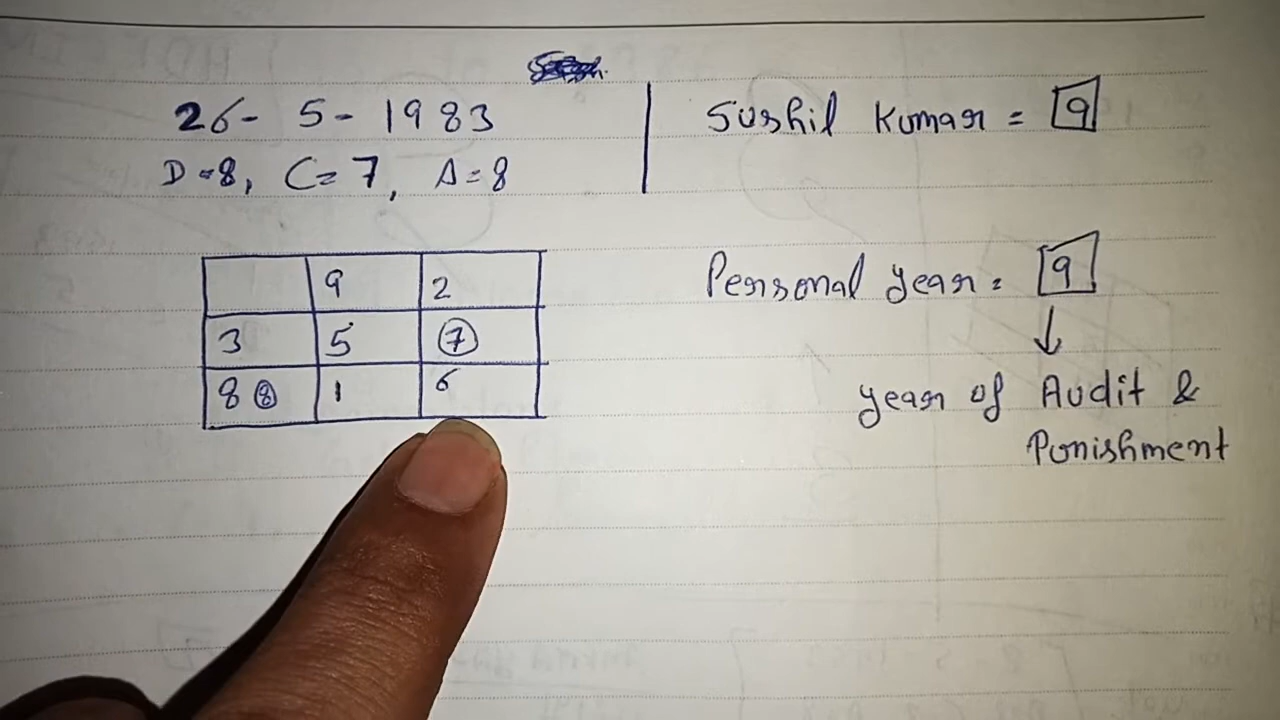 26- 5- 1983
D=8, C=7, A=8
Sushil Kumar = 9
9 2
3 5 7
8 8 1 6
Personal year = 9
↓
year of Audit &
Punishment